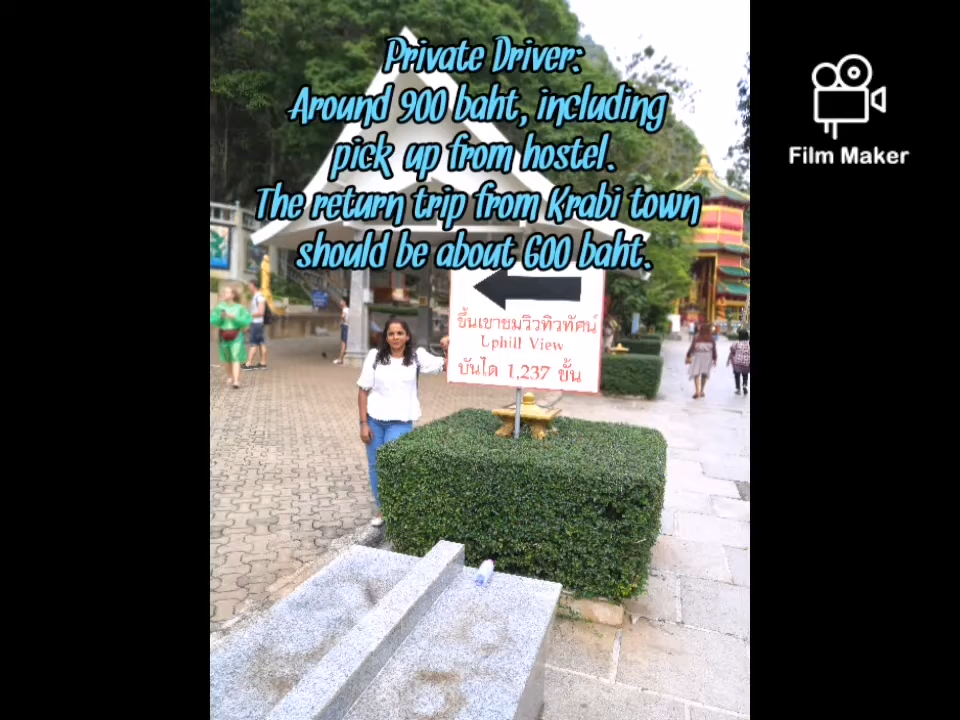 Private Driver:
Around 900 baht, including
pick up from hostel.
The return trip from Krabi town
should be about 600 baht.
Film Maker
ขึ้นเขาชมวิวทิวทัศน์
Uphill View
บันได 1,237 ขั้น